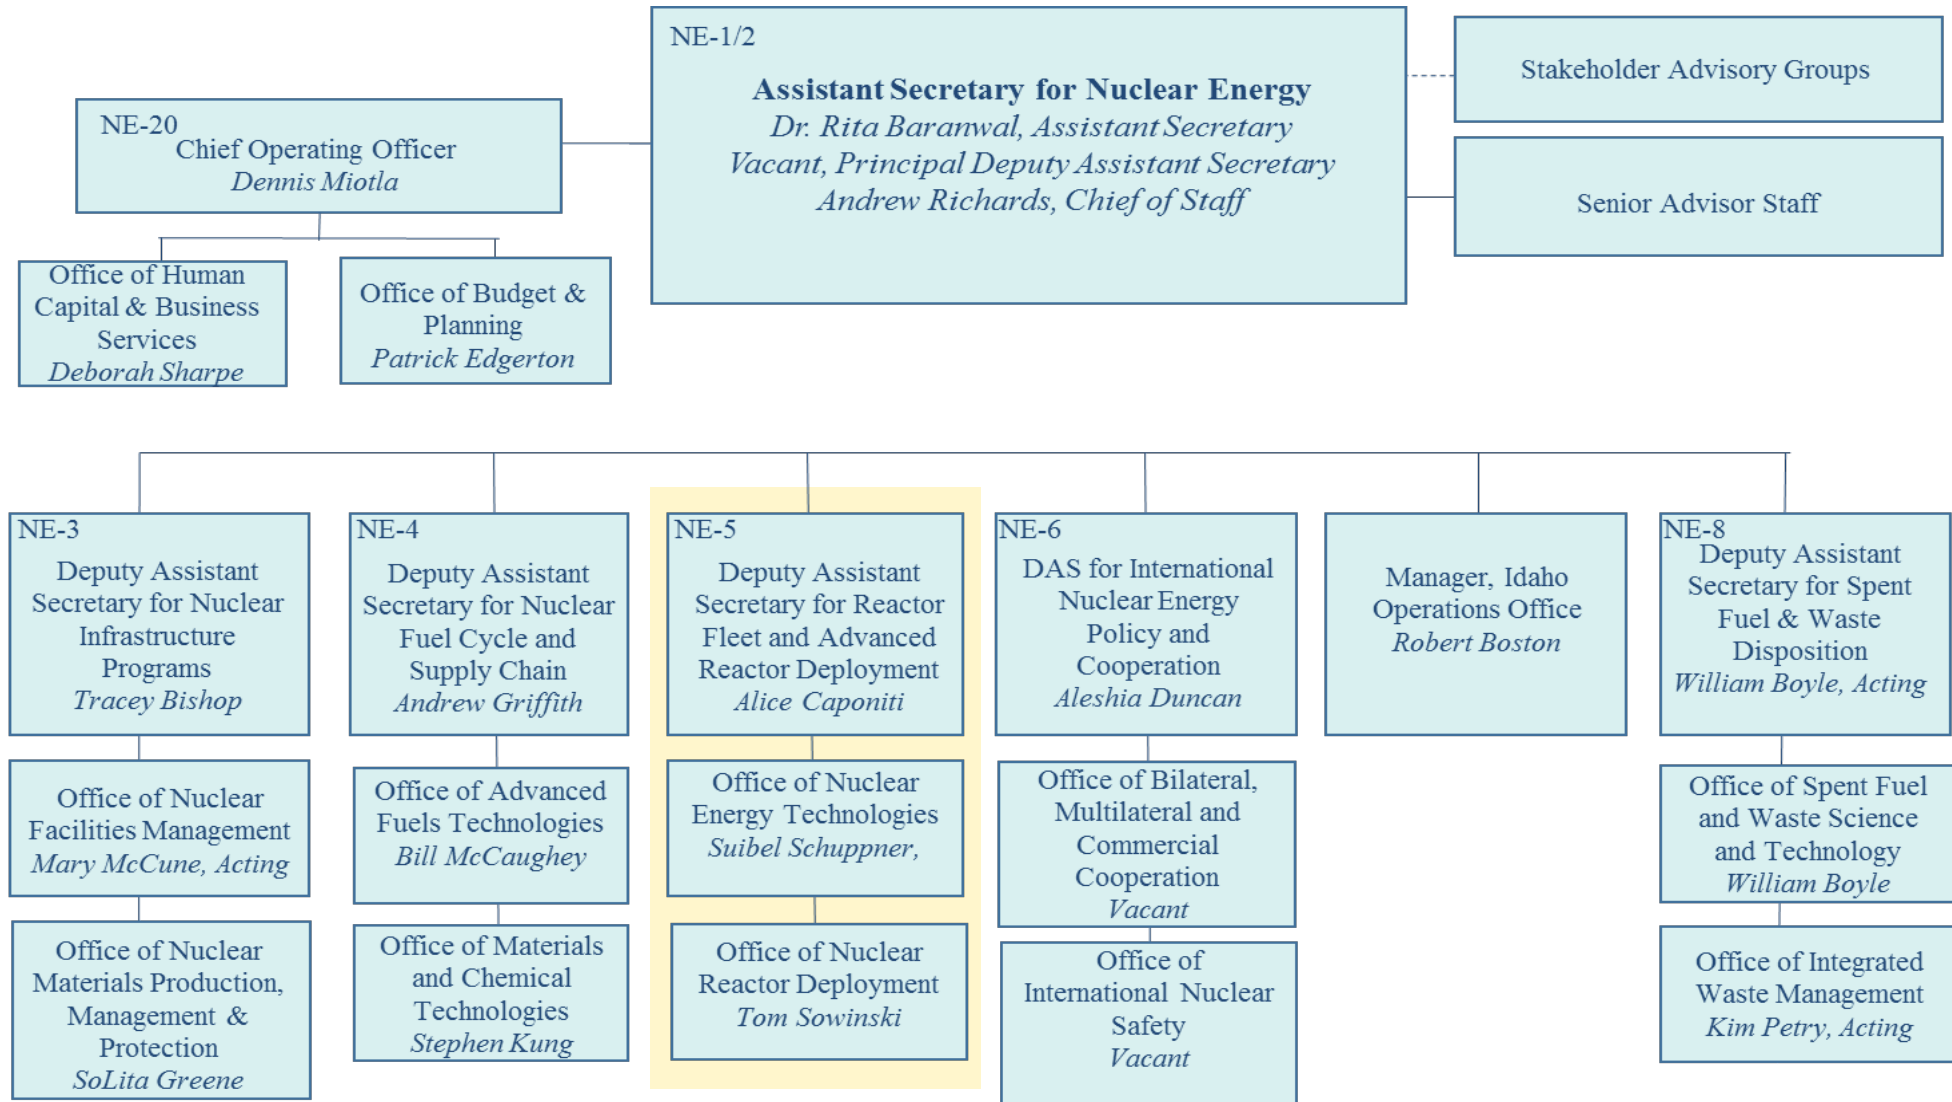 NE-1/2
Assistant Secretary for Nuclear Energy
Dr. Rita Baranwal, Assistant Secretary
Vacant, Principal Deputy Assistant Secretary
Andrew Richards, Chief of Staff
Stakeholder Advisory Groups
Senior Advisor Staff
NE-20
Chief Operating Officer
Dennis Miotla
Office of Human
Capital & Business
Services
Deborah Sharpe
Office of Budget &
Planning
Patrick Edgerton
NE-3
Deputy Assistant
Secretary for Nuclear
Infrastructure
Programs
Tracey Bishop
Office of Nuclear
Facilities Management
Mary McCune, Acting
Office of Nuclear
Materials Production,
Management &
Protection
SoLita Greene
NE-4
Deputy Assistant
Secretary for Nuclear
Fuel Cycle and
Supply Chain
Andrew Griffith
Office of Advanced
Fuels Technologies
Bill McCaughey
Office of Materials
and Chemical
Technologies
Stephen Kung
NE-5
Deputy Assistant
Secretary for Reactor
Fleet and Advanced
Reactor Deployment
Alice Caponiti
Office of Nuclear
Energy Technologies
Suibel Schuppner,
Office of Nuclear
Reactor Deployment
Tom Sowinski
NE-6
DAS for International
Nuclear Energy
Policy and
Cooperation
Aleshia Duncan
Office of Bilateral,
Multilateral and
Commercial
Cooperation
Vacant
Office of
International Nuclear
Safety
Vacant
Manager, Idaho
Operations Office
Robert Boston
NE-8
Deputy Assistant
Secretary for Spent
Fuel & Waste
Disposition
William Boyle, Acting
Office of Spent Fuel
and Waste Science
and Technology
William Boyle
Office of Integrated
Waste Management
Kim Petry, Acting